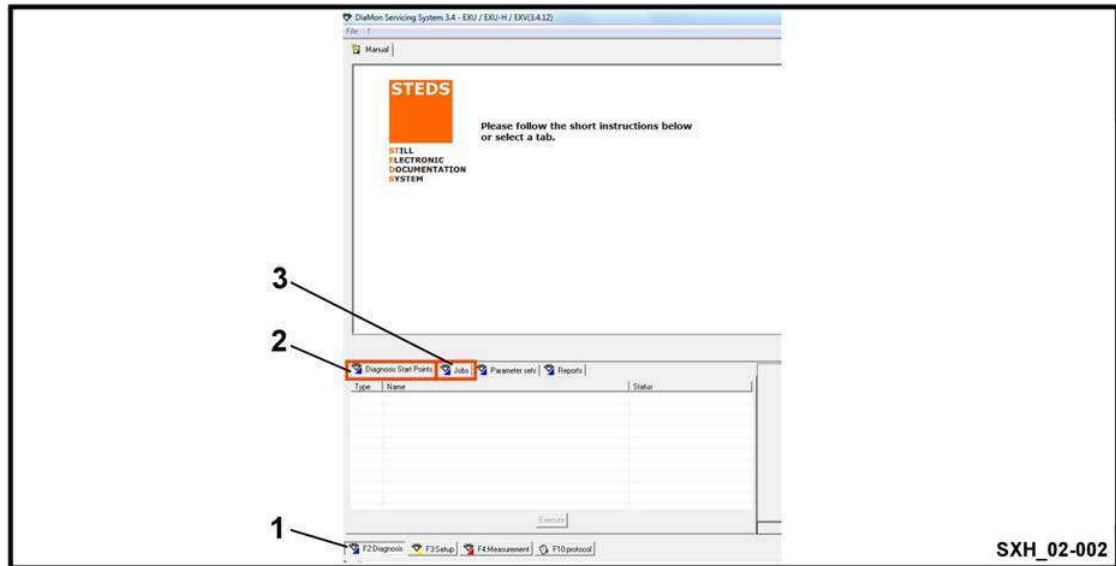 DiaMon Servicing System 3.4 - EXU / EXU-H / EXV(3.4.12)
File ?
Manual
STEDS
Please follow the short instructions below
or select a tab.
STILL
ELECTRONIC
DOCUMENTATION
SYSTEM
3
2
Diagnosis Start Points Jobs Parameter sets Reports
Type Name Status
Execute
1
F2:Diagnosis F3:Setup F4:Measurement F10:protocol
SXH_02-002